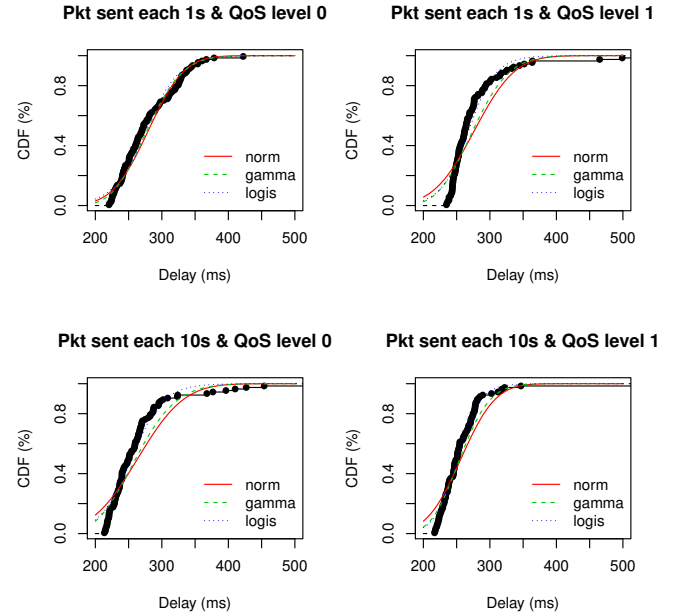 Pkt sent each 1s & QoS level 0
CDF (%)
0.0 0.4 0.8
norm
gamma
logis
200 300 400 500
Delay (ms)
Pkt sent each 1s & QoS level 1
CDF (%)
0.0 0.4 0.8
norm
gamma
logis
200 300 400 500
Delay (ms)
Pkt sent each 10s & QoS level 0
CDF (%)
0.0 0.4 0.8
norm
gamma
logis
200 300 400 500
Delay (ms)
Pkt sent each 10s & QoS level 1
CDF (%)
0.0 0.4 0.8
norm
gamma
logis
200 300 400 500
Delay (ms)